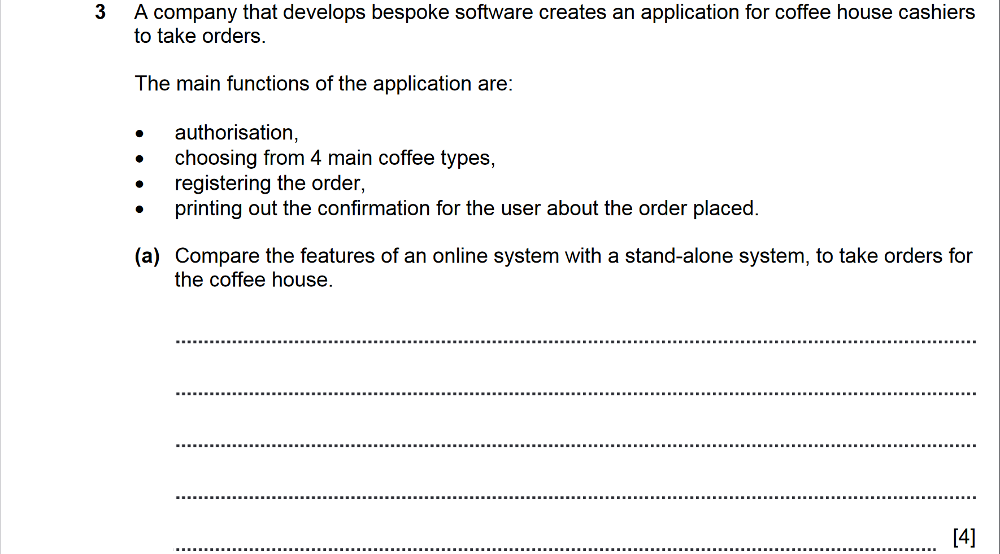 3 A company that develops bespoke software creates an application for coffee house cashiers
to take orders.
The main functions of the application are:
• authorisation,
• choosing from 4 main coffee types,
• registering the order,
• printing out the confirmation for the user about the order placed.
(a) Compare the features of an online system with a stand-alone system, to take orders for
the coffee house.
[4]